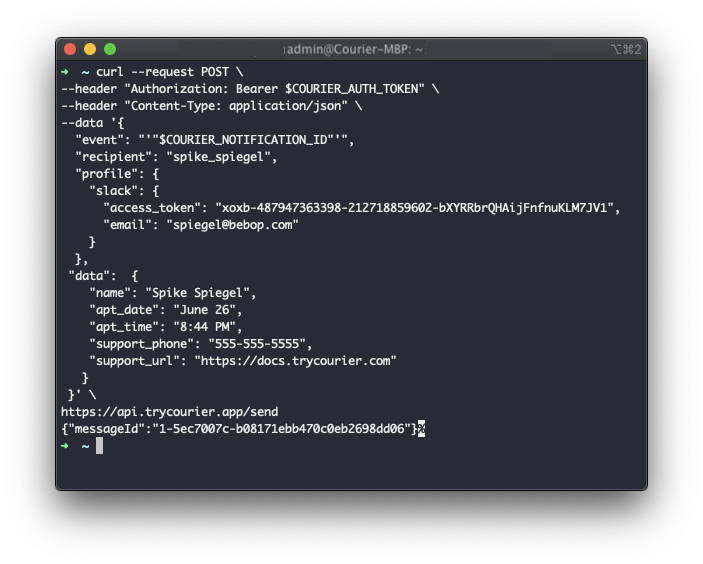 admin@Courier-MBP: ~ ⌥⌘2
➜ ~ curl --request POST \
--header "Authorization: Bearer $COURIER_AUTH_TOKEN" \
--header "Content-Type: application/json" \
--data '{
"event": "'"$COURIER_NOTIFICATION_ID"'",
"recipient": "spike_spiegel",
"profile": {
"slack": {
"access_token": "xoxb-487947363398-212718859602-bXYRRbrQHAijFnfnuKLM7JV1",
"email": "spiegel@bebop.com"
}
},
"data": {
"name": "Spike Spiegel",
"apt_date": "June 26",
"apt_time": "8:44 PM",
"support_phone": "555-555-5555",
"support_url": "https://docs.trycourier.com"
}
}' \
https://api.trycourier.app/send
{"messageId":"1-5ec7007c-b08171ebb470c0eb2698dd06"}%
➜ ~